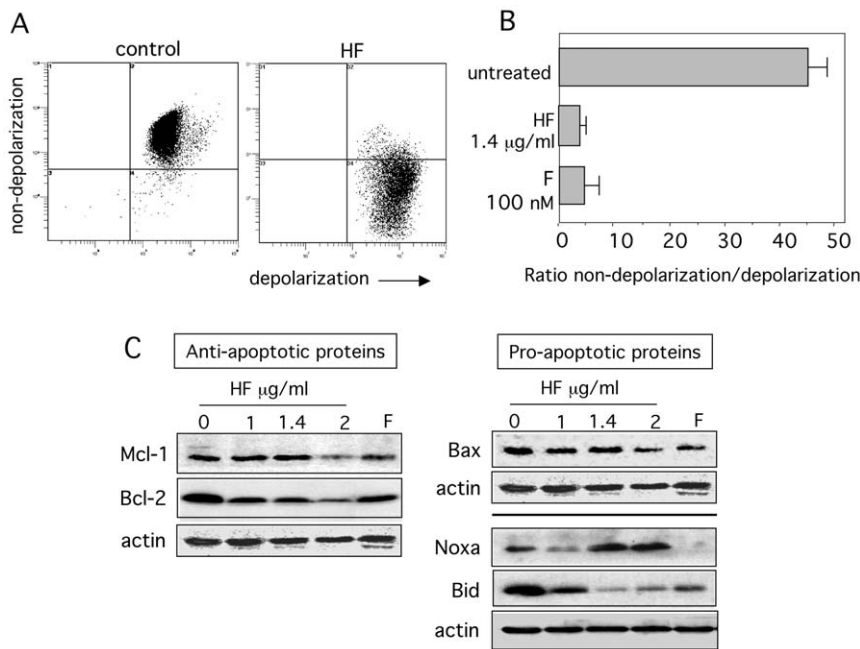 A
control
HF
non-depolarization
depolarization
B
untreated
HF
1.4 μg/ml
F
100 nM
0 10 20 30 40 50
Ratio non-depolarization/depolarization
C
Anti-apoptotic proteins
HF μg/ml
0 1 1.4 2 F
Mcl-1
Bcl-2
actin
Pro-apoptotic proteins
HF μg/ml
0 1 1.4 2 F
Bax
actin
Noxa
Bid
actin